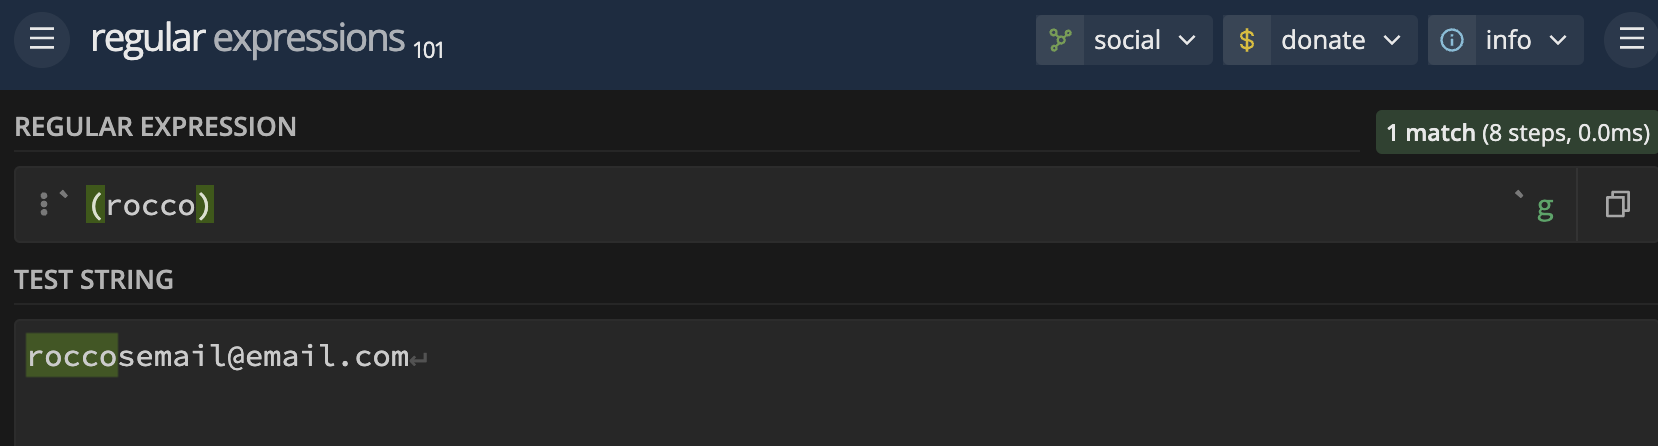 regular expressions 101 social donate info
REGULAR EXPRESSION
1 match (8 steps, 0.0ms)
` (rocco) ` g
TEST STRING
roccosemail@email.com↵